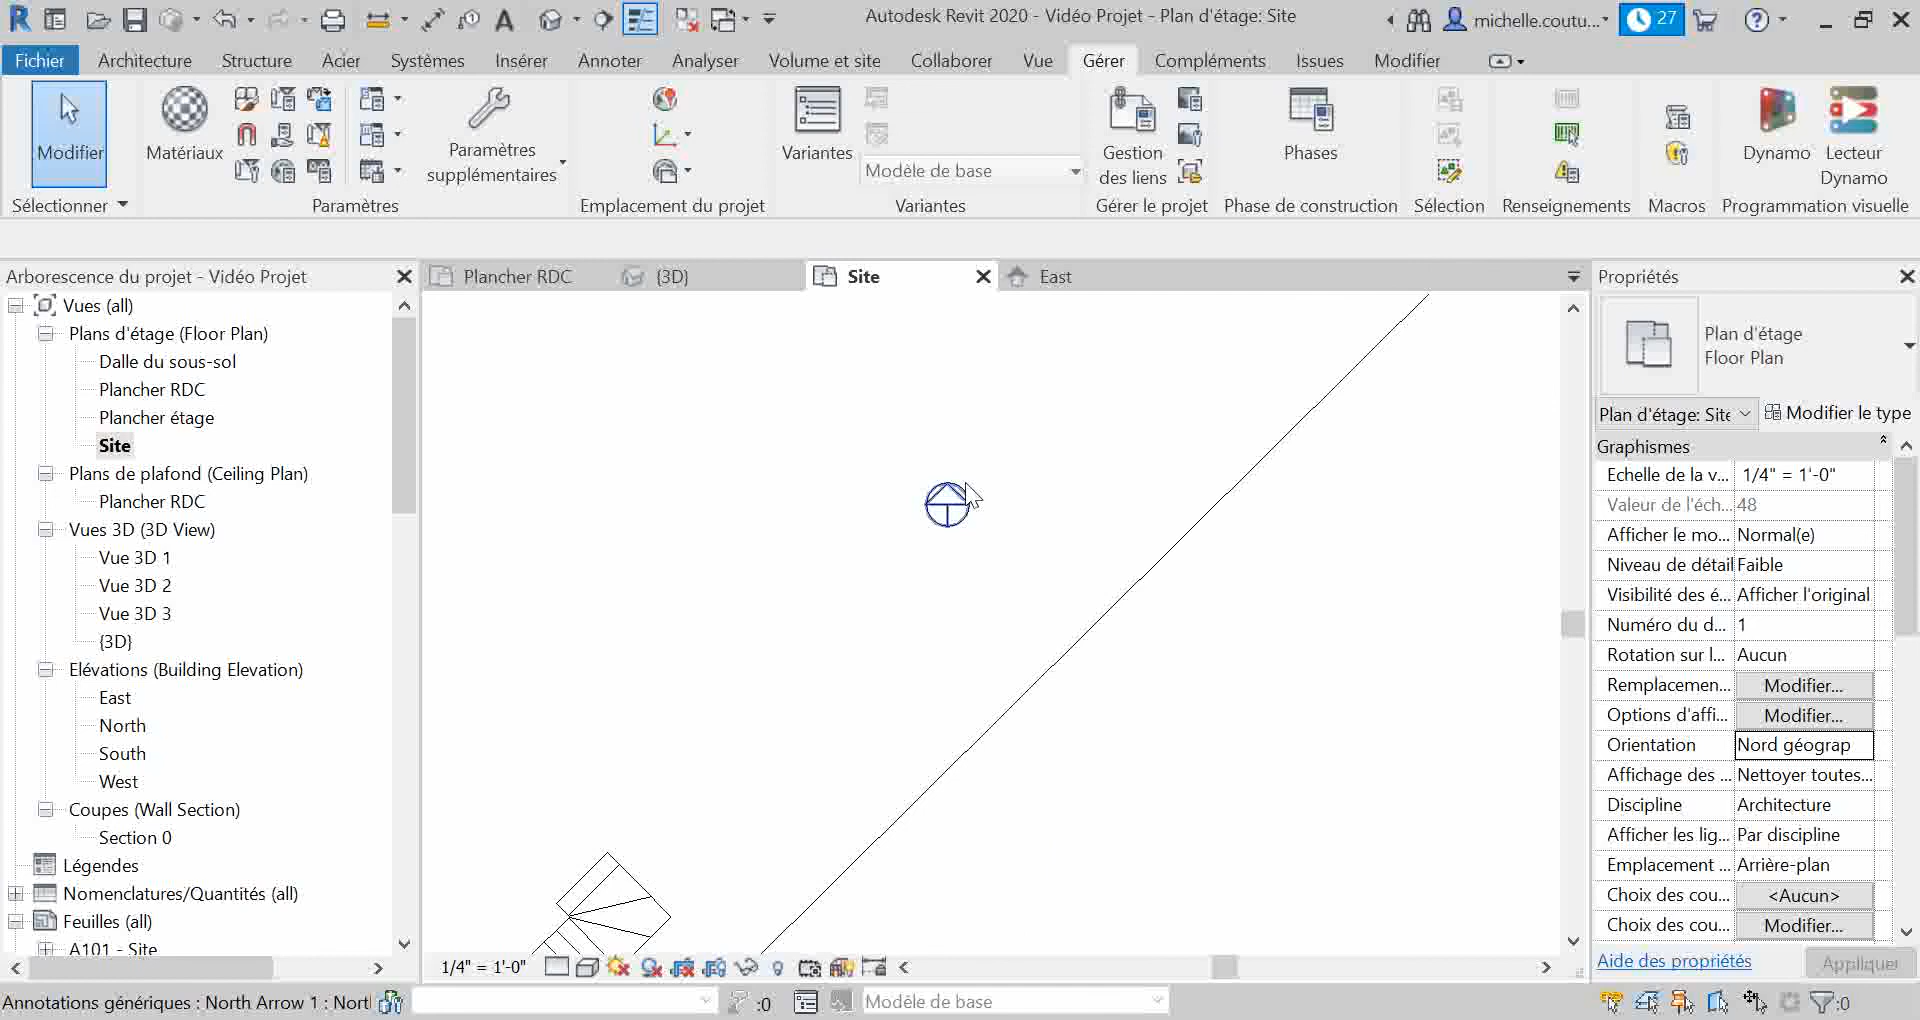 Autodesk Revit 2020 - Vidéo Projet - Plan d'étage: Site
michelle.coutu...
27
Fichier Architecture Structure Acier Systèmes Insérer Annoter Analyser Volume et site Collaborer Vue Gérer Compléments Issues Modifier
Modifier
Matériaux
Paramètres supplémentaires
Variantes
Modèle de base
Gestion des liens
Phases
Dynamo
Lecteur Dynamo
Sélectionner Paramètres Emplacement du projet Variantes Gérer le projet Phase de construction Sélection Renseignements Macros Programmation visuelle
Arborescence du projet - Vidéo Projet
Vues (all)
Plans d'étage (Floor Plan)
Dalle du sous-sol
Plancher RDC
Plancher étage
Site
Plans de plafond (Ceiling Plan)
Plancher RDC
Vues 3D (3D View)
Vue 3D 1
Vue 3D 2
Vue 3D 3
{3D}
Elévations (Building Elevation)
East
North
South
West
Coupes (Wall Section)
Section 0
Légendes
Nomenclatures/Quantités (all)
Feuilles (all)
A101 - Site
Plancher RDC {3D} Site East
Propriétés
Plan d'étage
Floor Plan
Plan d'étage: Site
Modifier le type
Graphismes
Echelle de la v... 1/4" = 1'-0"
Valeur de l'éch... 48
Afficher le mo... Normal(e)
Niveau de détail Faible
Visibilité des é... Afficher l'original
Numéro du d... 1
Rotation sur l... Aucun
Remplacemen... Modifier...
Options d'affi... Modifier...
Orientation Nord géograp
Affichage des ... Nettoyer toutes...
Discipline Architecture
Afficher les lig... Par discipline
Emplacement ... Arrière-plan
Choix des cou... <Aucun>
Choix des cou... Modifier...
Aide des propriétés
Appliquer
1/4" = 1'-0"
Annotations génériques : North Arrow 1 : Nort
:0
Modèle de base
:0